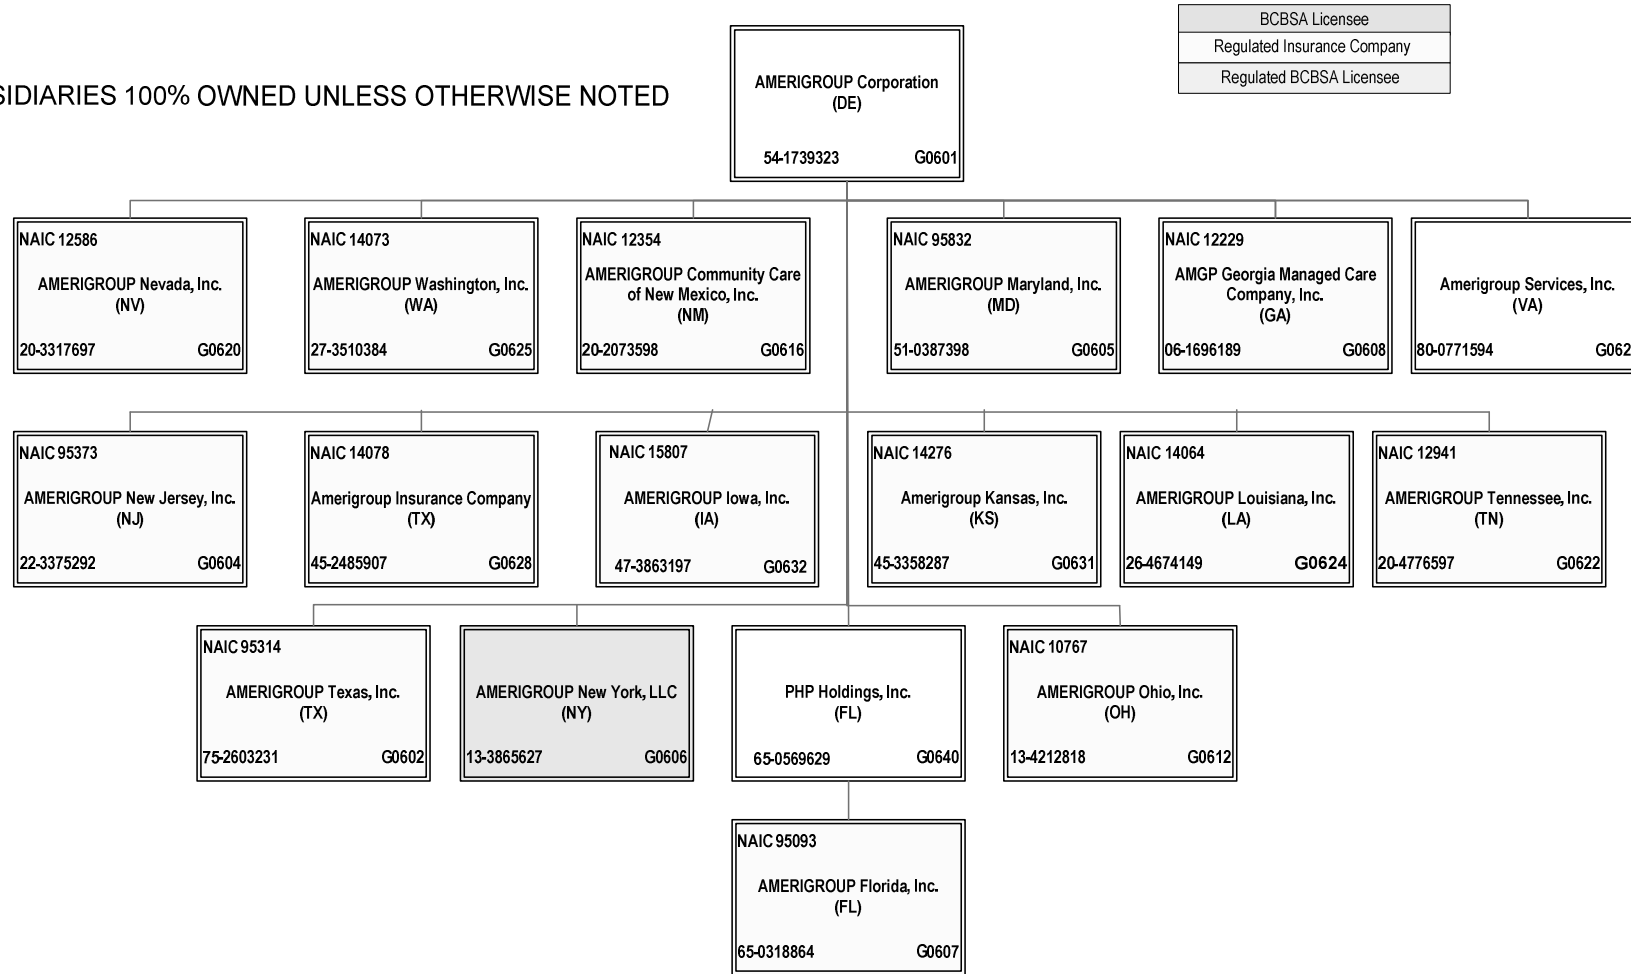 BCBSA Licensee
Regulated Insurance Company
Regulated BCBSA Licensee
SIDIARIES 100% OWNED UNLESS OTHERWISE NOTED
AMERIGROUP Corporation
(DE)
54-1739323 G0601
NAIC 12586
AMERIGROUP Nevada, Inc.
(NV)
20-3317697 G0620
NAIC 14073
AMERIGROUP Washington, Inc.
(WA)
27-3510384 G0625
NAIC 12354
AMERIGROUP Community Care
of New Mexico, Inc.
(NM)
20-2073598 G0616
NAIC 95832
AMERIGROUP Maryland, Inc.
(MD)
51-0387398 G0605
NAIC 12229
AMGP Georgia Managed Care
Company, Inc.
(GA)
06-1696189 G0608
Amerigroup Services, Inc.
(VA)
80-0771594 G062
NAIC 95373
AMERIGROUP New Jersey, Inc.
(NJ)
22-3375292 G0604
NAIC 14078
Amerigroup Insurance Company
(TX)
45-2485907 G0628
NAIC 15807
AMERIGROUP Iowa, Inc.
(IA)
47-3863197 G0632
NAIC 14276
Amerigroup Kansas, Inc.
(KS)
45-3358287 G0631
NAIC 14064
AMERIGROUP Louisiana, Inc.
(LA)
26-4674149 G0624
NAIC 12941
AMERIGROUP Tennessee, Inc.
(TN)
20-4776597 G0622
NAIC 95314
AMERIGROUP Texas, Inc.
(TX)
75-2603231 G0602
AMERIGROUP New York, LLC
(NY)
13-3865627 G0606
PHP Holdings, Inc.
(FL)
65-0569629 G0640
NAIC 10767
AMERIGROUP Ohio, Inc.
(OH)
13-4212818 G0612
NAIC 95093
AMERIGROUP Florida, Inc.
(FL)
65-0318864 G0607